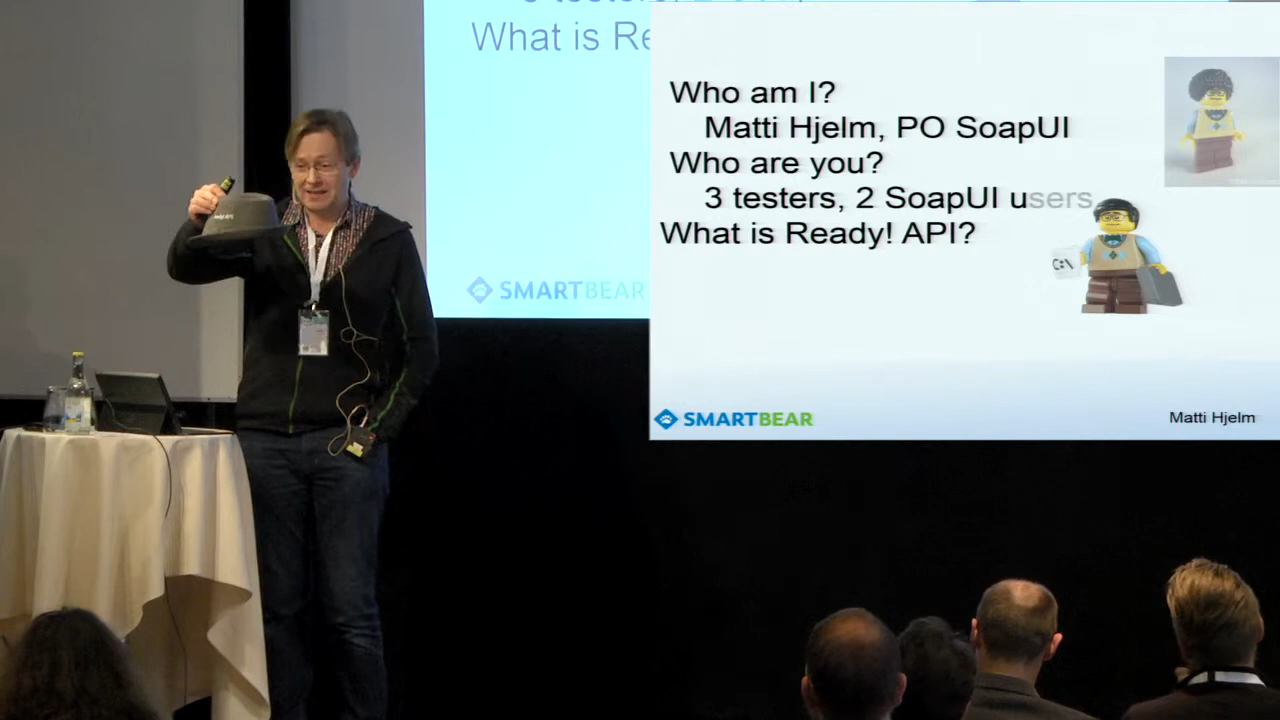 What is Re
SMARTBEAR
Who am I?
Matti Hjelm, PO SoapUI
Who are you?
3 testers, 2 SoapUI users
What is Ready! API?
C:\
SMARTBEAR
Matti Hjelm